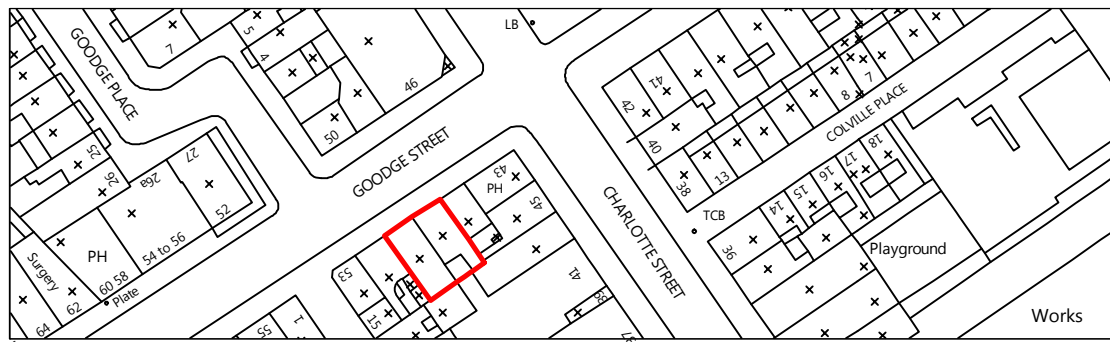 GOODGE PLACE
7
5
4
46
50
LB
42
41
40
38
13
8
7
COLVILLE PLACE
GOODGE STREET
CHARLOTTE STREET
25
26
26a
27
52
54 to 56
PH
60 58
62
64
Surgery
Plate
53
15
55
1
43
PH
45
41
39
37
TCB
36
14
15
16
17
18
Playground
Works